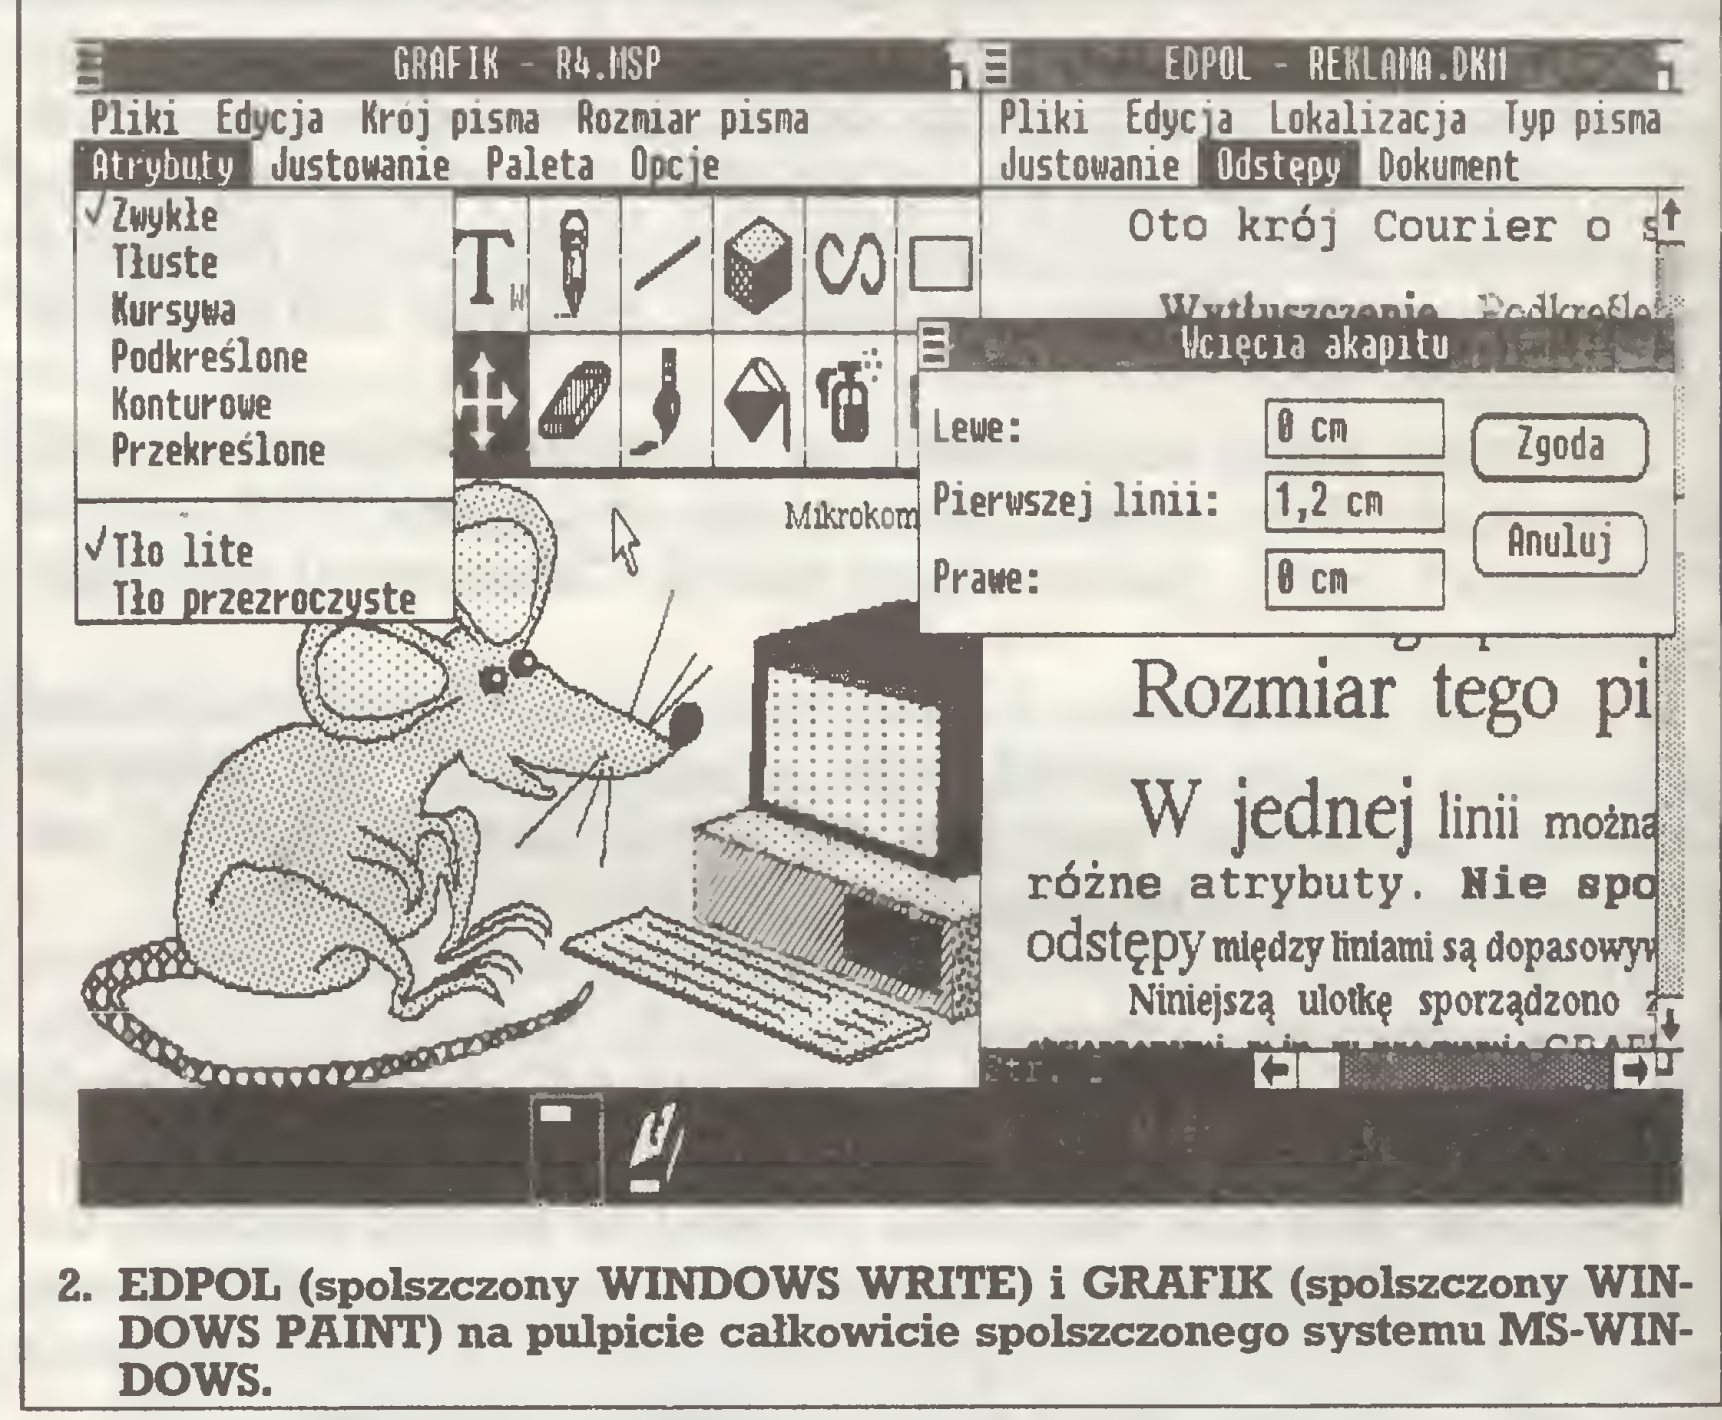 GRAFIK - R4.MSP
Pliki Edycja Krój pisma Rozmiar pisma
Atrybuty Justowanie Paleta Opcje
Zwykłe
Tłuste
Kursywa
Podkreślone
Konturowe
Przekreślone
Tło lite
Tło przezroczyste
T
Mikrokom
EDPOL - REKLAMA.DKM
Pliki Edycja Lokalizacja Typ pisma
Justowanie Odstępy Dokument
Oto krój Courier o s
Wytłuszczenie Podkreśle
Wcięcia akapitu
Lewe: 0 cm
Zgoda
Pierwszej linii: 1,2 cm
Anuluj
Prawe: 0 cm
Rozmiar tego pi
W jednej linii można
różne atrybuty. Nie spo
odstępy między liniami są dopasowyw
Niniejszą ulotkę sporządzono z
2. EDPOL (spolszczony WINDOWS WRITE) i GRAFIK (spolszczony WIN-
DOWS PAINT) na pulpicie całkowicie spolszczonego systemu MS-WIN-
DOWS.